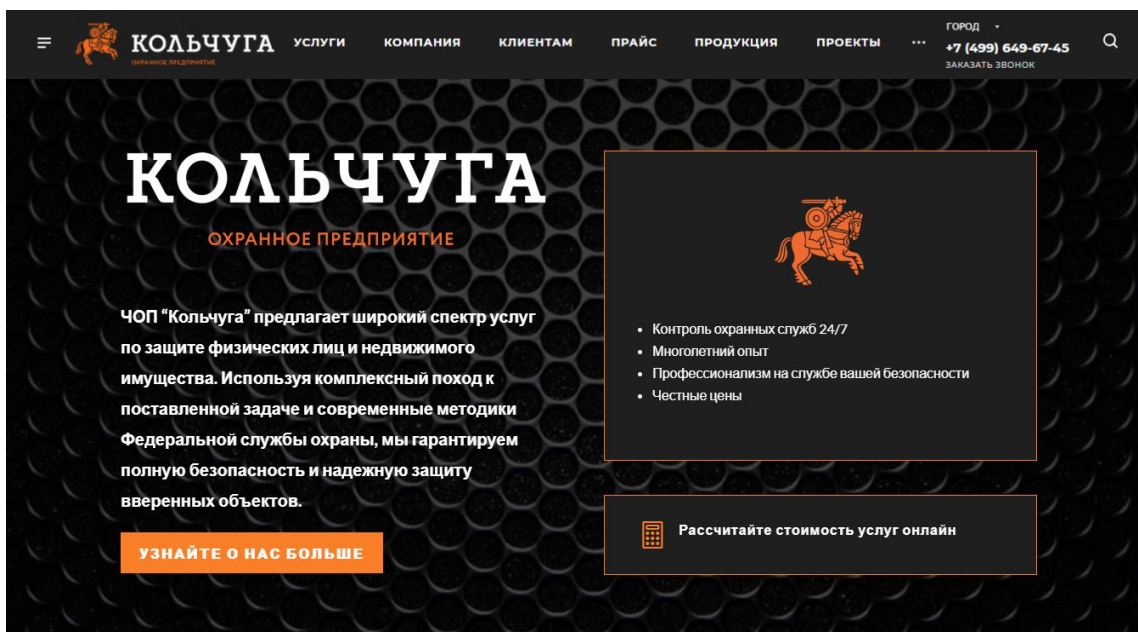 КОЛЬЧУГА
ОХРАННОЕ ПРЕДПРИЯТИЕ
УСЛУГИ КОМПАНИЯ КЛИЕНТАМ ПРАЙС ПРОДУКЦИЯ ПРОЕКТЫ ...
ГОРОД
+7 (499) 649-67-45
ЗАКАЗАТЬ ЗВОНОК
КОЛЬЧУГА
ОХРАННОЕ ПРЕДПРИЯТИЕ
ЧОП “Кольчуга” предлагает широкий спектр услуг
по защите физических лиц и недвижимого
имущества. Используя комплексный поход к
поставленной задаче и современные методики
Федеральной службы охраны, мы гарантируем
полную безопасность и надежную защиту
вверенных объектов.
УЗНАЙТЕ О НАС БОЛЬШЕ
• Контроль охранных служб 24/7
• Многолетний опыт
• Профессионализм на службе вашей безопасности
• Честные цены
Рассчитайте стоимость услуг онлайн